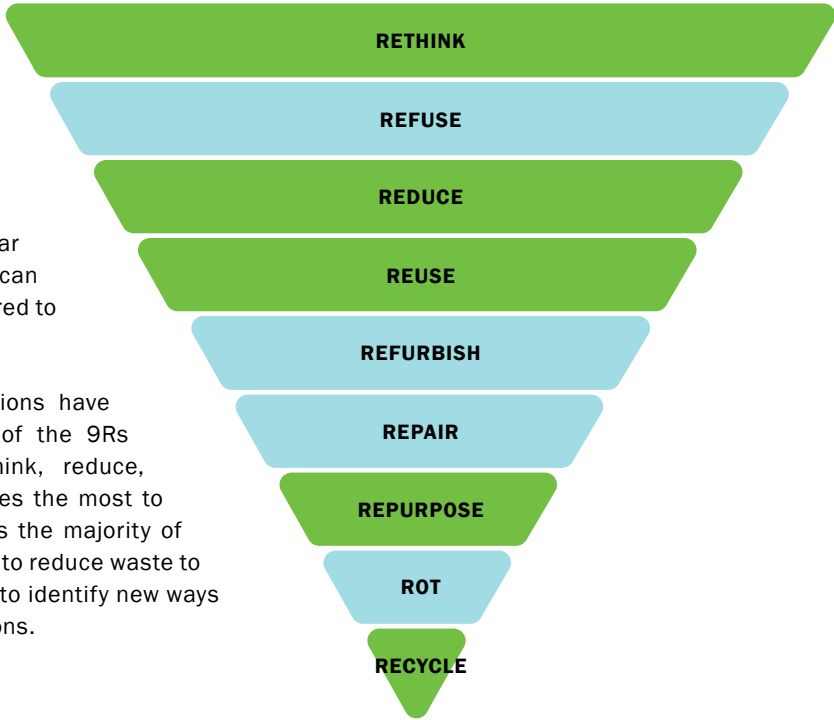 RETHINK
REFUSE
REDUCE
REUSE
REFURBISH
REPAIR
REPURPOSE
ROT
RECYCLE
can
to
have
of the 9Rs
reduce,
the most to
the majority of
to reduce waste to
to identify new ways